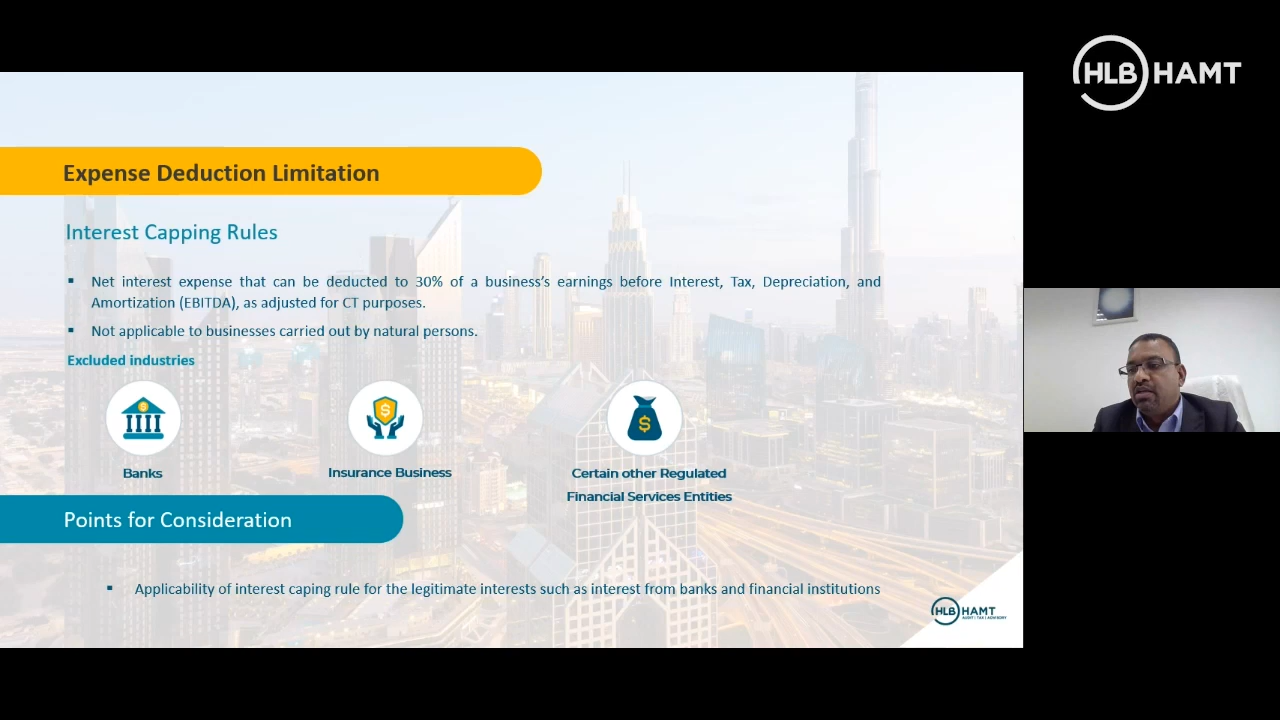 HLB HAMT
Expense Deduction Limitation
Interest Capping Rules
▪ Net interest expense that can be deducted to 30% of a business's earnings before Interest, Tax, Depreciation, and
Amortization (EBITDA), as adjusted for CT purposes.
▪ Not applicable to businesses carried out by natural persons.
Excluded industries
Banks
Insurance Business
Certain other Regulated
Financial Services Entities
Points for Consideration
▪ Applicability of interest caping rule for the legitimate interests such as interest from banks and financial institutions
HLB HAMT
AUDIT | TAX | ADVISORY